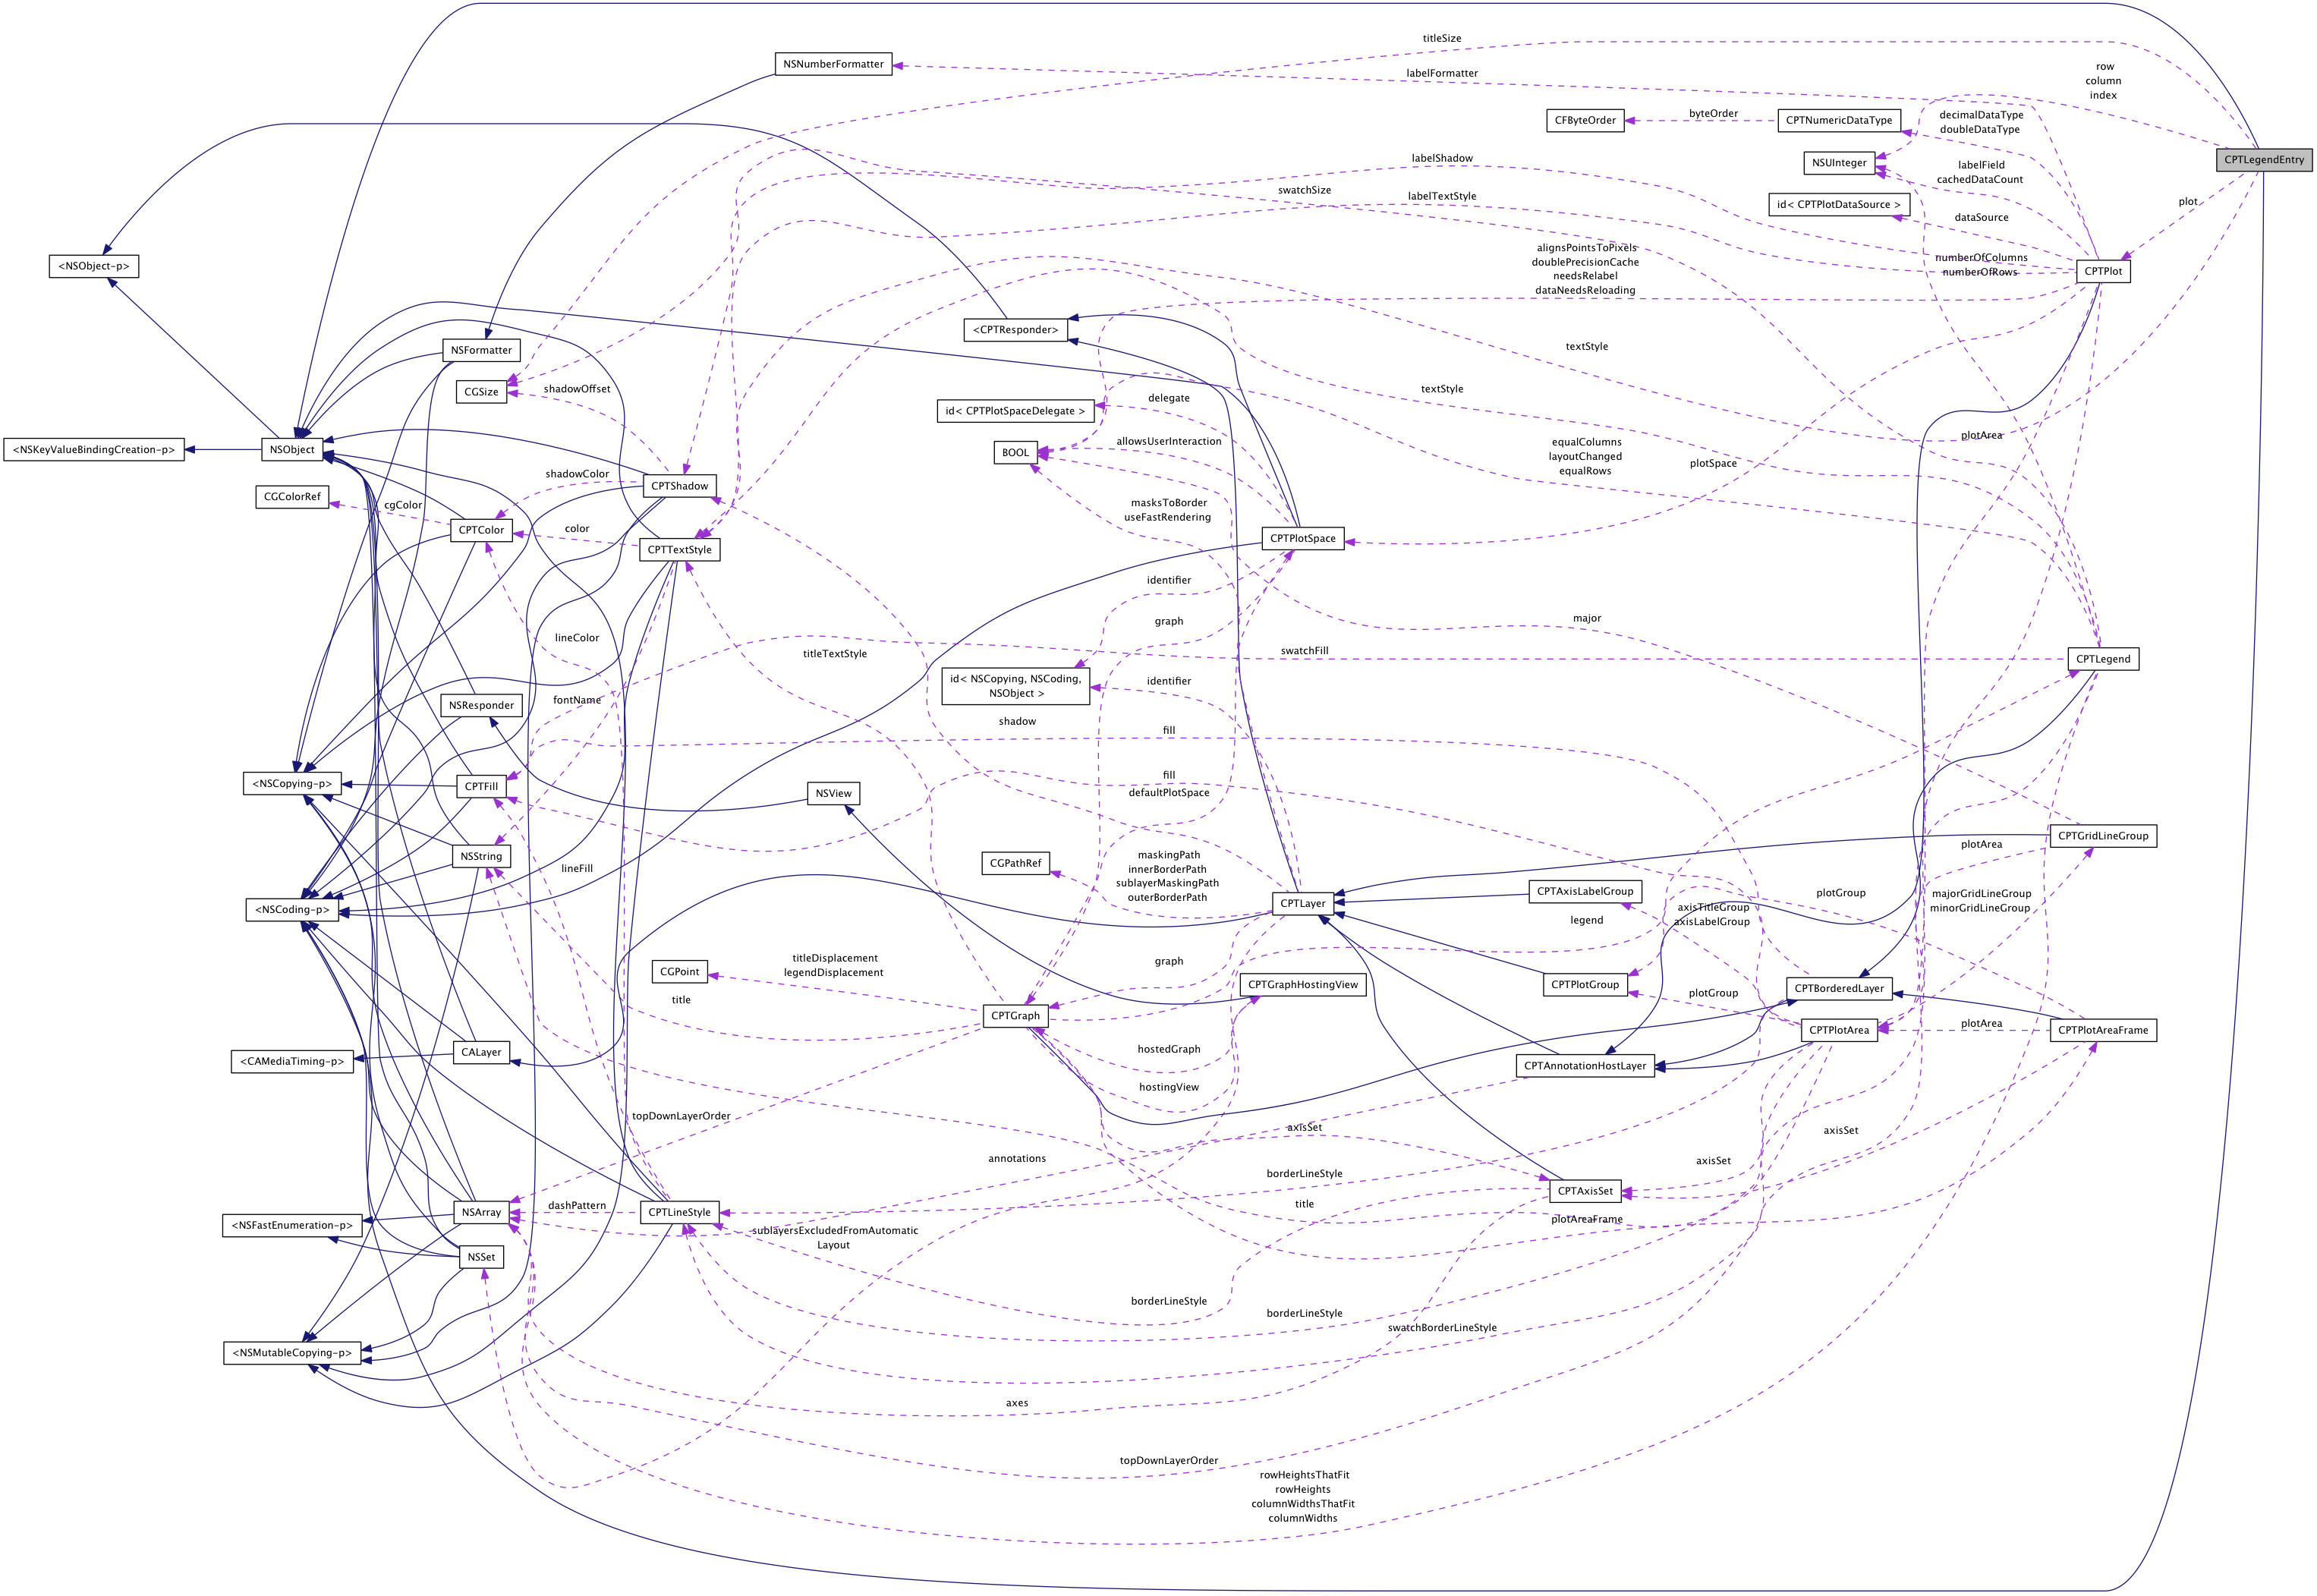 titleSize
NSNumberFormatter
labelFormatter
row
column
index
CFByteOrder
byteOrder
CPTNumericDataType
decimalDataType
doubleDataType
CPTLegendEntry
NSUInteger
labelField
cachedDataCount
labelShadow
swatchSize
labelTextStyle
id< CPTPlotDataSource >
dataSource
plot
<NSObject-p>
alignsPointsToPixels
doublePrecisionCache
needsRelabel
dataNeedsReloading
numberOfColumns
numberOfRows
CPTPlot
<CPTResponder>
NSFormatter
textStyle
CGSize
shadowOffset
textStyle
id< CPTPlotSpaceDelegate >
delegate
<NSKeyValueBindingCreation-p>
NSObject
BOOL
allowsUserInteraction
equalColumns
layoutChanged
equalRows
plotArea
plotSpace
shadowColor
CPTShadow
CGColorRef
cgColor
CPTColor
color
masksToBorder
useFastRendering
CPTTextStyle
CPTPlotSpace
identifier
graph
major
lineColor
titleTextStyle
swatchFill
CPTLegend
id< NSCopying, NSCoding,
NSObject >
identifier
NSResponder
fontName
shadow
fill
<NSCopying-p>
CPTFill
NSView
fill
defaultPlotSpace
CPTGridLineGroup
NSString
lineFill
CGPathRef
maskingPath
innerBorderPath
sublayerMaskingPath
outerBorderPath
plotArea
<NSCoding-p>
CPTLayer
CPTAxisLabelGroup
plotGroup
majorGridLineGroup
minorGridLineGroup
axisTitleGroup
axisLabelGroup
legend
CGPoint
titleDisplacement
legendDisplacement
graph
CPTGraphHostingView
CPTPlotGroup
plotGroup
CPTBorderedLayer
title
CPTGraph
CPTPlotArea
plotArea
CPTPlotAreaFrame
<CAMediaTiming-p>
CALayer
hostedGraph
hostingView
CPTAnnotationHostLayer
topDownLayerOrder
axisSet
axisSet
annotations
axisSet
borderLineStyle
CPTAxisSet
title
<NSFastEnumeration-p>
NSArray
dashPattern
CPTLineStyle
plotAreaFrame
sublayersExcludedFromAutomatic
Layout
NSSet
borderLineStyle
borderLineStyle
swatchBorderLineStyle
<NSMutableCopying-p>
axes
topDownLayerOrder
rowHeightsThatFit
rowHeights
columnWidthsThatFit
columnWidths